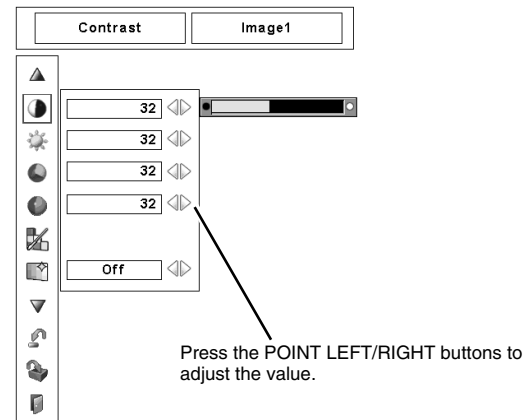 Contrast Image1
32
32
32
32
Off
Press the POINT LEFT/RIGHT buttons to
adjust the value.